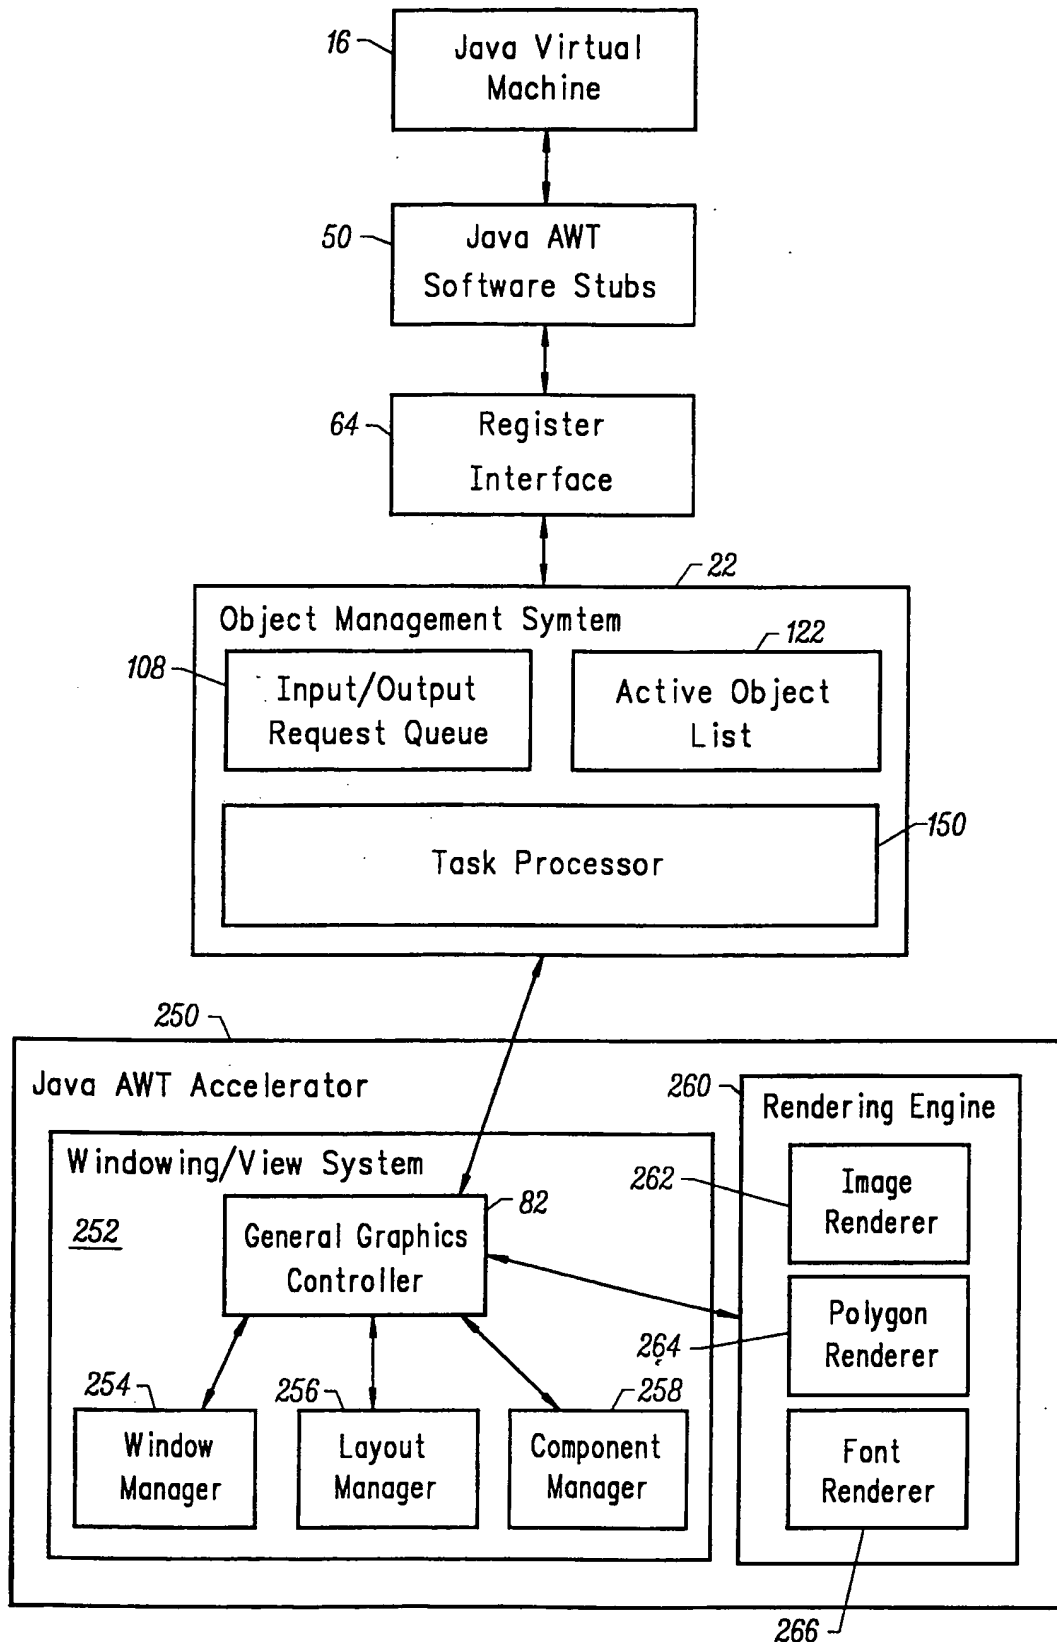 16
Java Virtual
Machine
50
Java AWT
Software Stubs
64
Register
Interface
22
Object Management Symtem
108
Input/Output
Request Queue
122
Active Object
List
150
Task Processor
250
Java AWT Accelerator
Windowing/View System
252
82
General Graphics
Controller
254
Window
Manager
256
Layout
Manager
258
Component
Manager
260
Rendering Engine
262
Image
Renderer
264
Polygon
Renderer
Font
Renderer
266